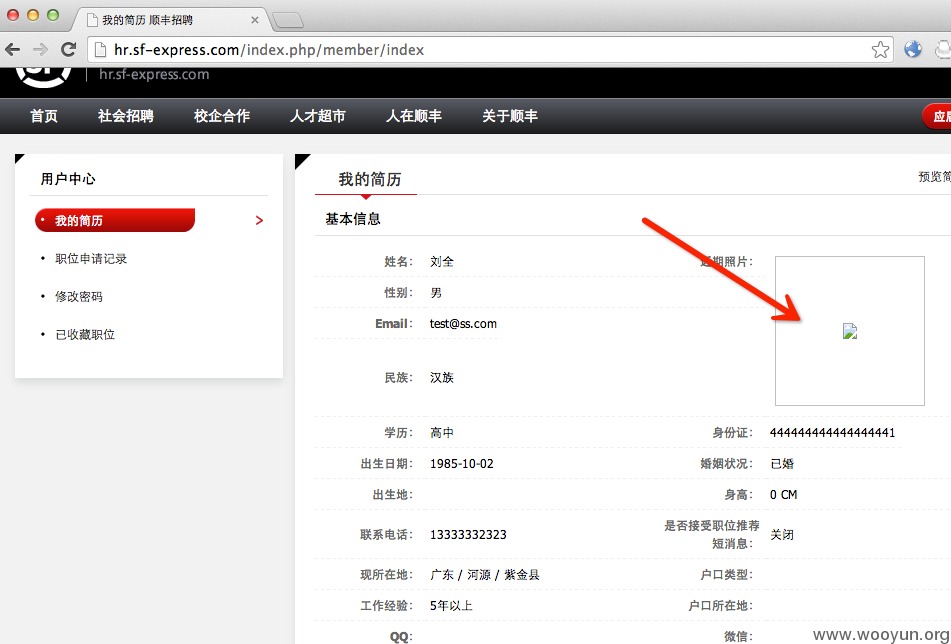 我的简历 顺丰招聘
hr.sf-express.com/index.php/member/index
hr.sf-express.com
首页 社会招聘 校企合作 人才超市 人在顺丰 关于顺丰
用户中心
我的简历
职位申请记录
修改密码
已收藏职位
我的简历
基本信息
姓名： 刘全 近期照片：
性别： 男
Email： test@ss.com
民族： 汉族
学历： 高中 身份证： 444444444444444441
出生日期： 1985-10-02 婚姻状况： 已婚
出生地： 身高： 0 CM
联系电话： 13333332323 是否接受职位推荐
短消息： 关闭
现所在地： 广东 / 河源 / 紫金县 户口类型：
工作经验： 5年以上 户口所在地：
QQ： 微信：
www.wooyun.org